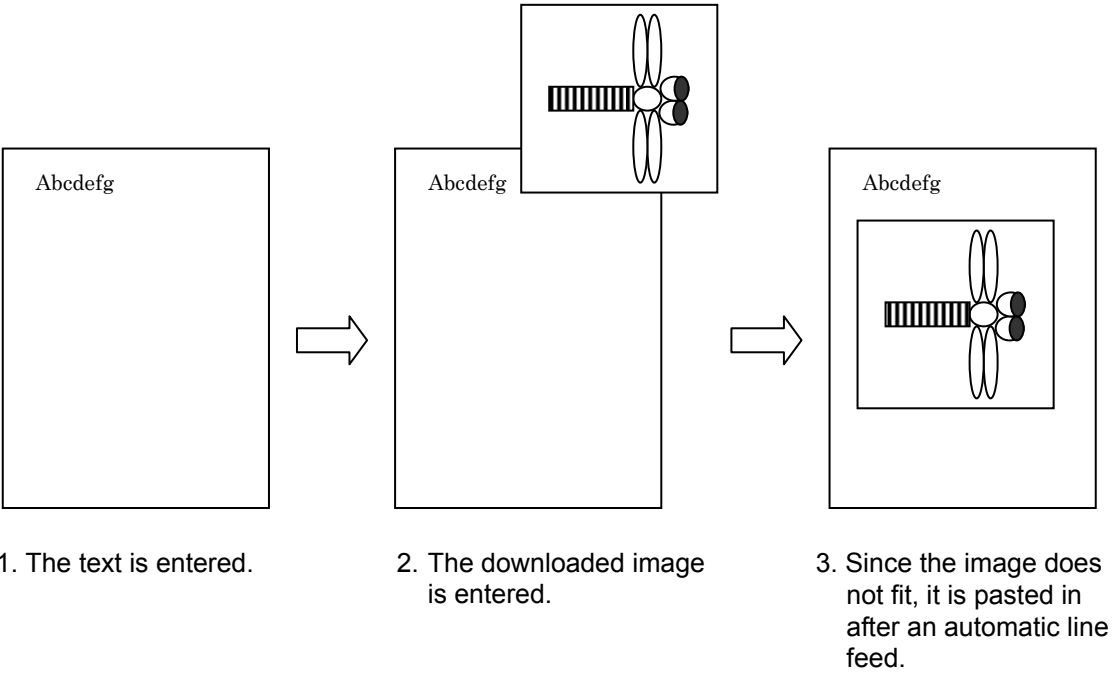 Abcdefg
Abcdefg
Abcdefg
1. The text is entered.
2. The downloaded image
is entered.
3. Since the image does
not fit, it is pasted in
after an automatic line
feed.